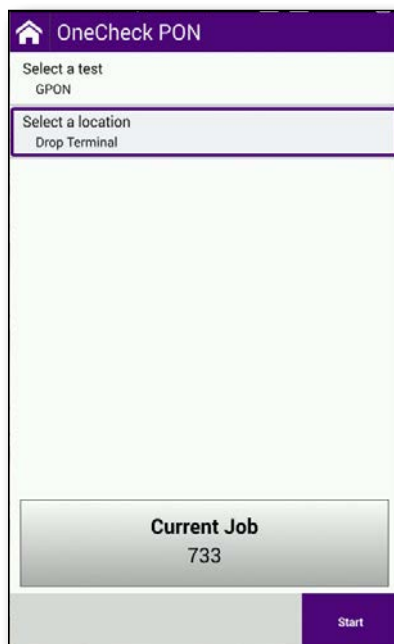 OneCheck PON
Select a test
GPON
Select a location
Drop Terminal
Current Job
733
Start